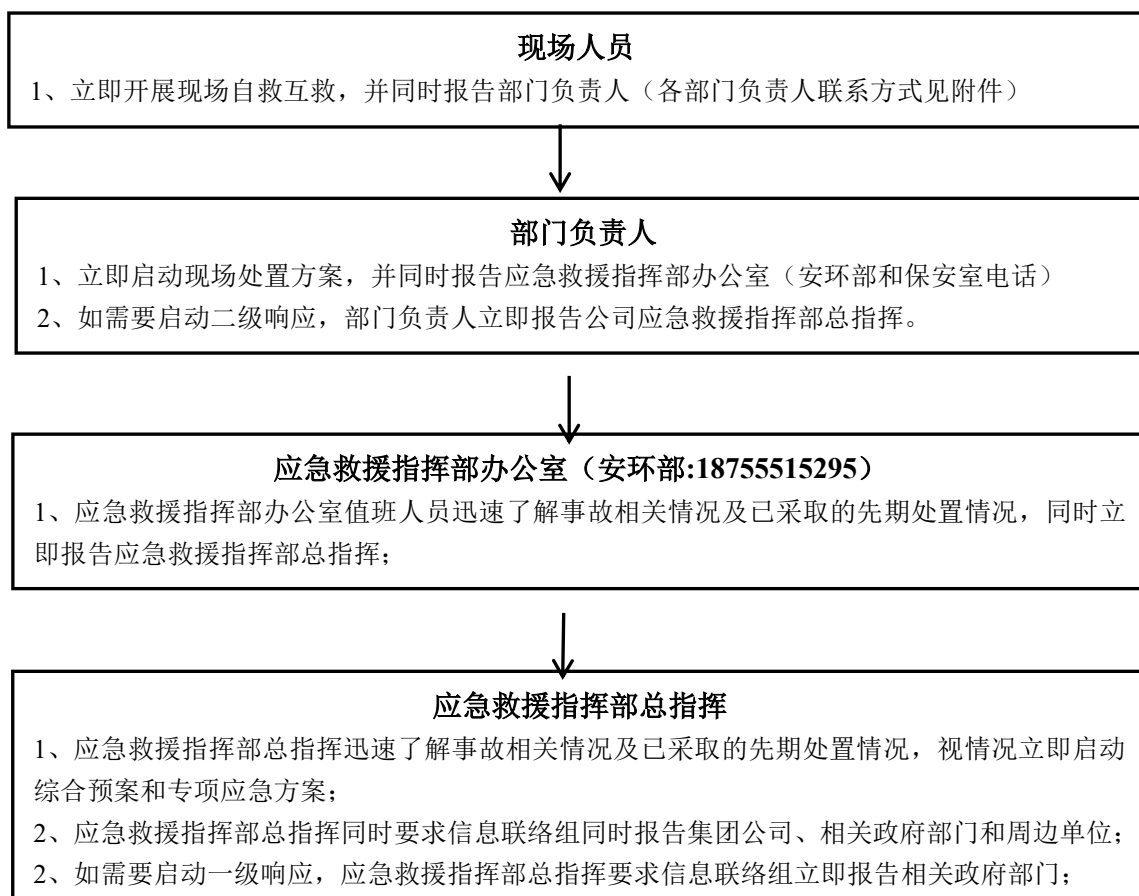 现场人员
1、立即开展现场自救互救，并同时报告部门负责人（各部门负责人联系方式见附件）
部门负责人
1、立即启动现场处置方案，并同时报告应急救援指挥部办公室（安环部和保安室电话）
2、如需要启动二级响应，部门负责人立即报告公司应急救援指挥部总指挥。
应急救援指挥部办公室（安环部:18755515295）
1、应急救援指挥部办公室值班人员迅速了解事故相关情况及已采取的先期处置情况，同时立
即报告应急救援指挥部总指挥；
应急救援指挥部总指挥
1、应急救援指挥部总指挥迅速了解事故相关情况及已采取的先期处置情况，视情况立即启动
综合预案和专项应急方案；
2、应急救援指挥部总指挥同时要求信息联络组同时报告集团公司、相关政府部门和周边单位；
2、如需要启动一级响应，应急救援指挥部总指挥要求信息联络组立即报告相关政府部门；